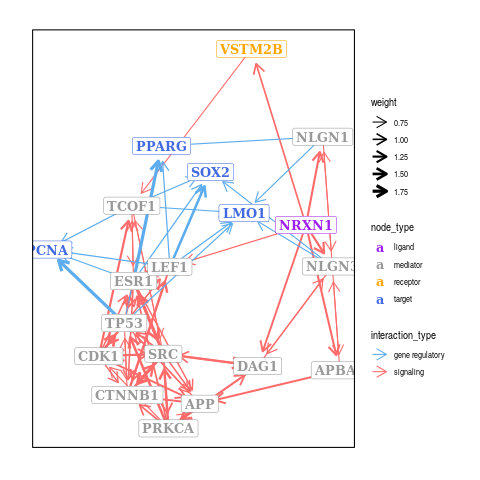 VSTM2B
PPARG
NLGN1
SOX2
TCOF1
LMO1
NRXN1
PCNA
LEF1
NLGN3
ESR1
TP53
CDK1
SRC
DAG1
APBA
CTNNB1
APP
PRKCA
weight
0.75
1.00
1.25
1.50
1.75
node_type
a ligand
a mediator
a receptor
a target
interaction_type
gene regulatory
signaling